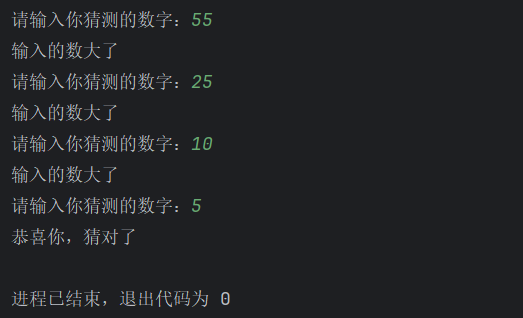 请输入你猜测的数字：55
输入的数大了
请输入你猜测的数字：25
输入的数大了
请输入你猜测的数字：10
输入的数大了
请输入你猜测的数字：5
恭喜你，猜对了
进程已结束，退出代码为 0